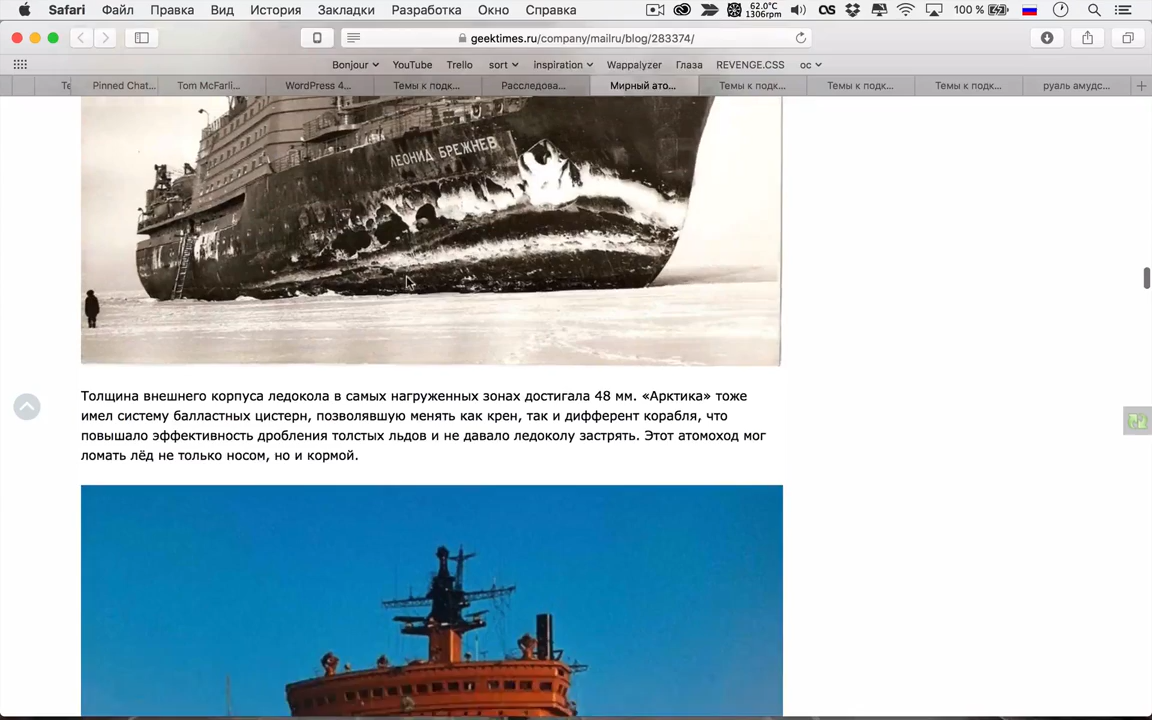 Safari Файл Правка Вид История Закладки Разработка Окно Справка 62.0°C 1306rpm 100 %
geektimes.ru/company/mailru/blog/283374/
Bonjour YouTube Trello sort inspiration Wappalyzer Глаза REVENGE.CSS ос
Te Pinned Chat... Tom McFarli... WordPress 4... Темы к подк... Расследова... Мирный ато... Темы к подк... Темы к подк... Темы к подк... руаль амудс...
ЛЕОНИД БРЕЖНЕВ
Толщина внешнего корпуса ледокола в самых нагруженных зонах достигала 48 мм. «Арктика» тоже
имел систему балластных цистерн, позволявшую менять как крен, так и дифферент корабля, что
повышало эффективность дробления толстых льдов и не давало ледоколу застрять. Этот атомоход мог
ломать лёд не только носом, но и кормой.